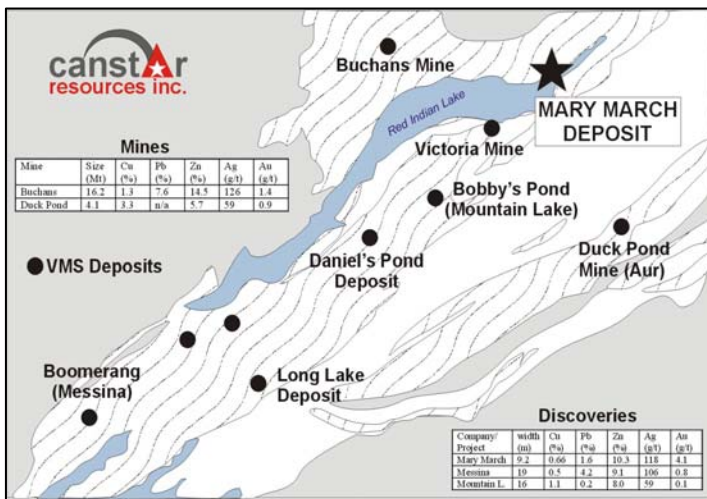 canstar
resources inc.
Buchans Mine
Red Indian Lake
MARY MARCH
DEPOSIT
Mines
Mine Size (Mt) Cu (%) Pb (%) Zn (%) Ag (g/t) Au (g/t)
Buchans 16.2 1.3 7.6 14.5 126 1.4
Duck Pond 4.1 3.3 n/a 5.7 59 0.9
Victoria Mine
Bobby's Pond
(Mountain Lake)
VMS Deposits
Daniel's Pond
Deposit
Duck Pond
Mine (Aur)
Boomerang
(Messina)
Long Lake
Deposit
Discoveries
Company/ Project width (m) Cu (%) Pb (%) Zn (%) Ag (g/t) Au (g/t)
Mary March 9.2 0.66 1.6 10.3 118 4.1
Messina 19 0.5 4.2 9.1 106 0.8
Mountain L. 16 1.1 0.2 8.0 59 0.1